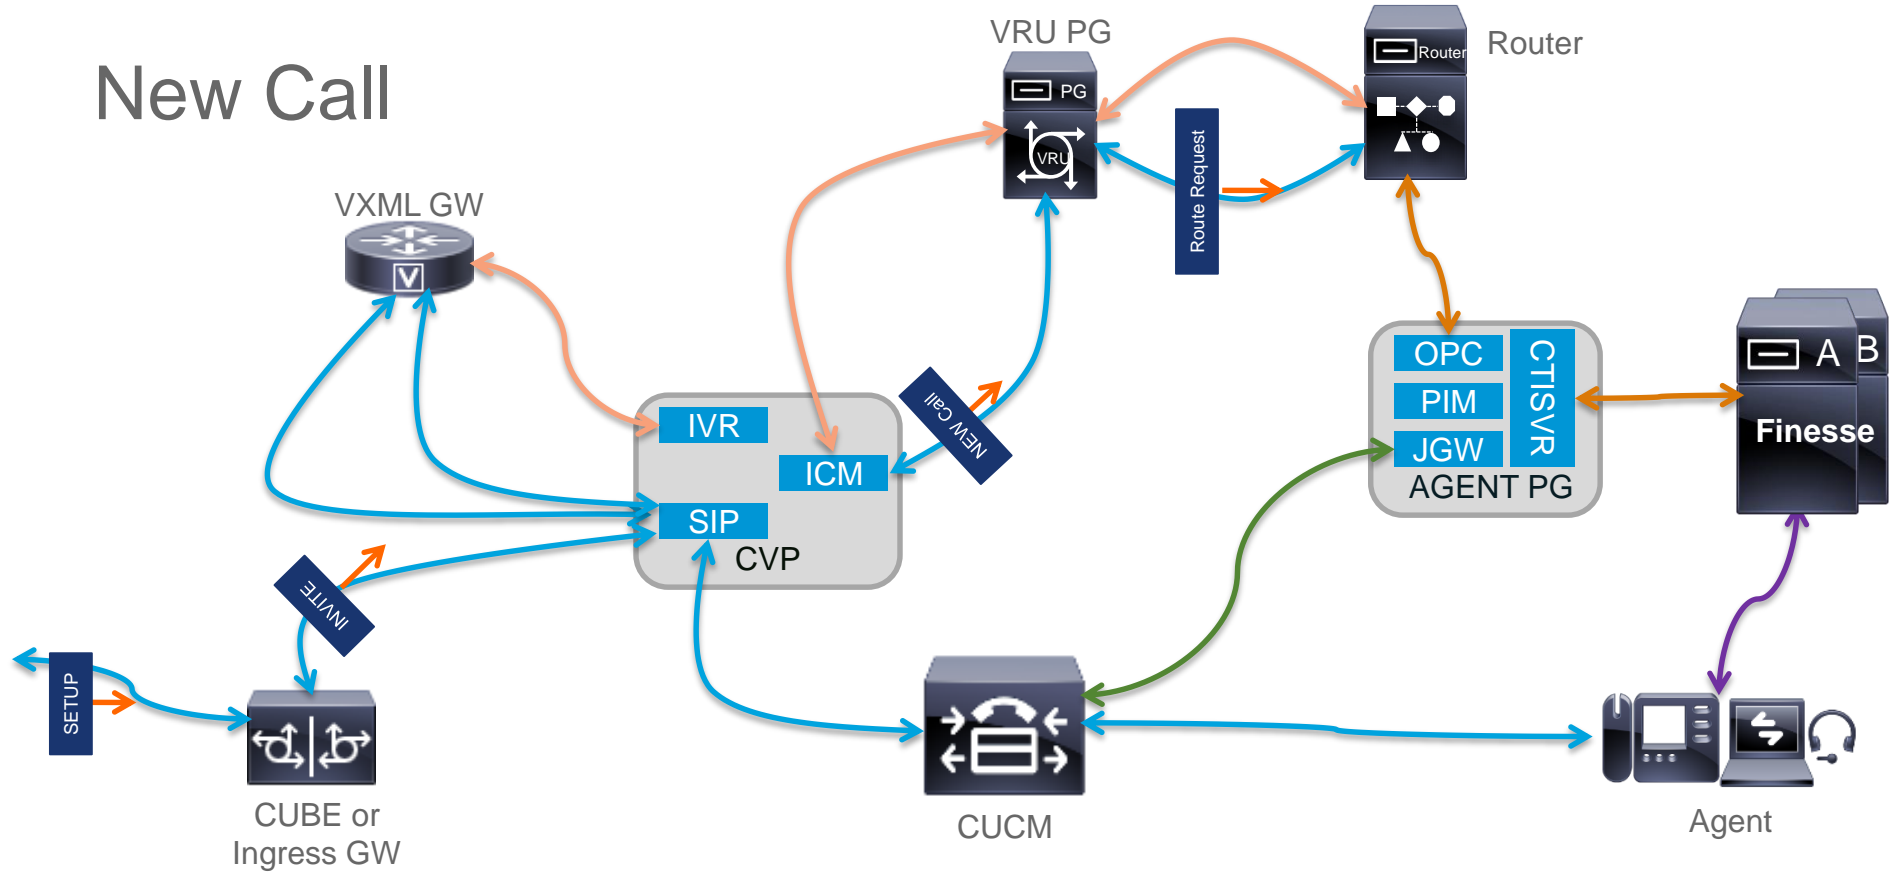 New Call
VRU PG
Router
PG
VRU
Router
Route Request
VXML GW
V
IVR
ICM
SIP
CVP
NEW Call
INVITE
SETUP
CUBE or
Ingress GW
CUCM
OPC
PIM
JGW
CTISVR
AGENT PG
A
B
Finesse
Agent